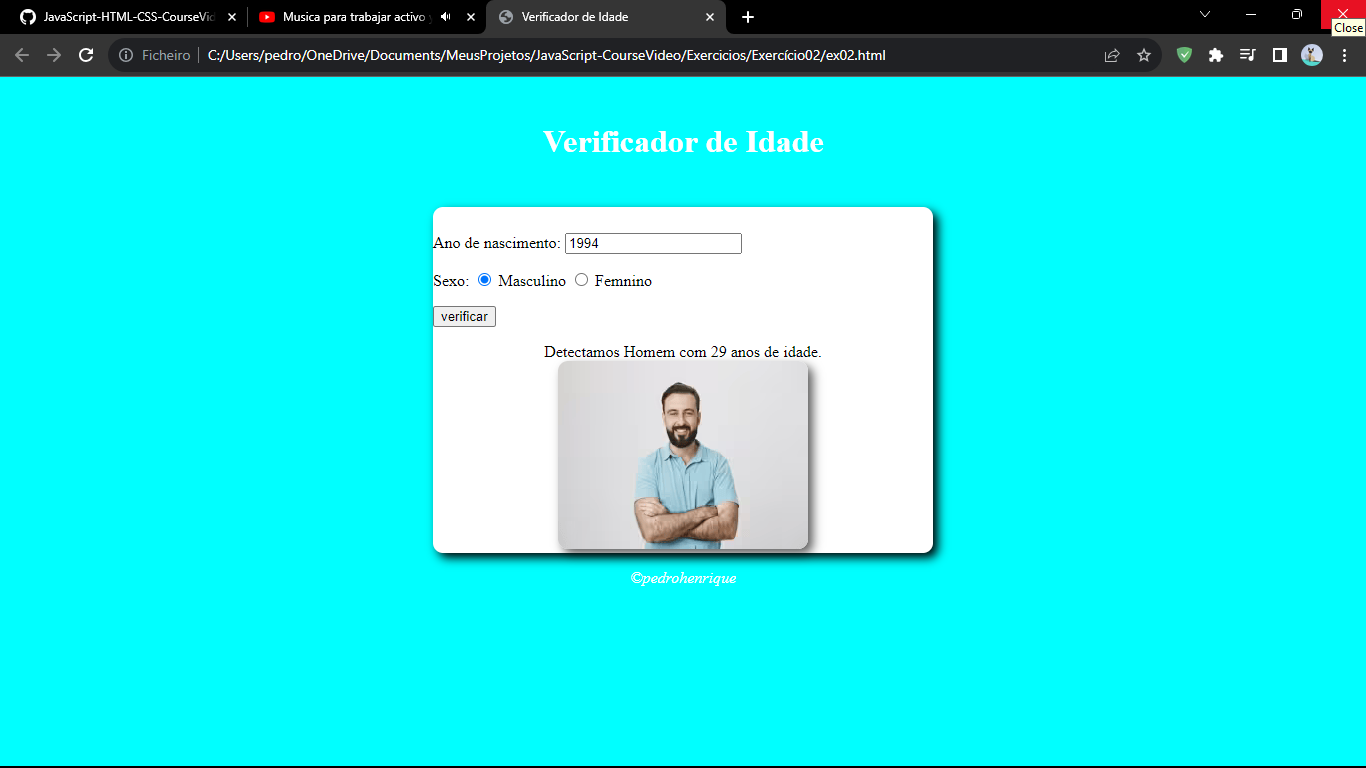 JavaScript-HTML-CSS-CourseVid
Musica para trabajar activo y
Verificador de Idade
Close
Ficheiro
C:/Users/pedro/OneDrive/Documents/MeusProjetos/JavaScript-CourseVideo/Exercicios/Exercício02/ex02.html
Verificador de Idade
Ano de nascimento: 1994
Sexo: Masculino Femnino
verificar
Detectamos Homem com 29 anos de idade.
©pedrohenrique